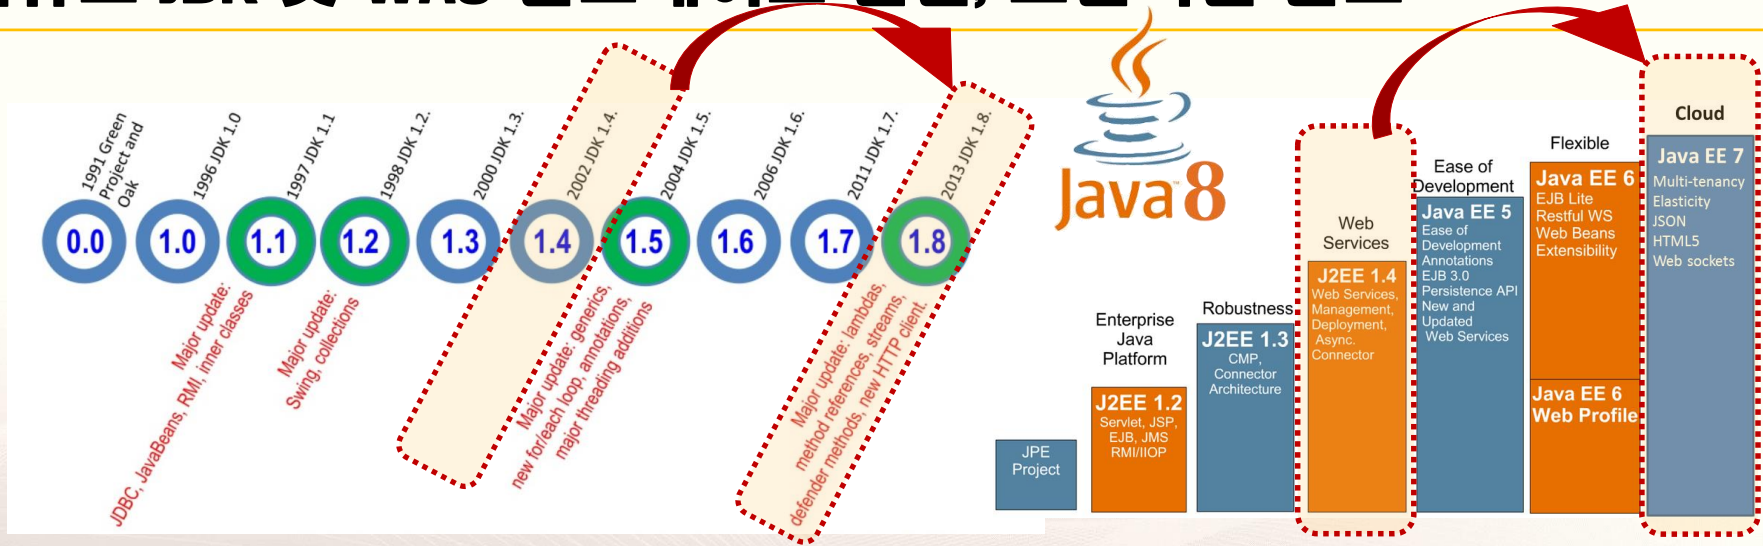 JDK 및 WAS
1991 Green
Project and
Oak
1996 JDK 1.0
1997 JDK 1.1
1998 JDK 1.2.
2000 JDK 1.3.
2002 JDK 1.4.
2004 JDK 1.5.
2006 JDK 1.6.
2011 JDK 1.7.
2013 JDK 1.8.
0.0
1.0
1.1
1.2
1.3
1.4
1.5
1.6
1.7
1.8
Major update:
JDBC, JavaBeans, RMI, inner classes
Major update:
Swing, collections
Major update: generics,
new for/each loop, annotations,
major threading additions
Major update: lambdas,
method references, streams,
defender methods, new HTTP client.
Java™ 8
JPE
Project
Enterprise
Java
Platform
J2EE 1.2
Servlet, JSP,
EJB, JMS
RMI/IIOP
Robustness
J2EE 1.3
CMP,
Connector
Architecture
Web
Services
J2EE 1.4
Web Services,
Management,
Deployment,
Async.
Connector
Ease of
Development
Java EE 5
Ease of
Development
Annotations
EJB 3.0
Persistence API
New and
Updated
Web Services
Flexible
Java EE 6
EJB Lite
Restful WS
Web Beans
Extensibility
Java EE 6
Web Profile
Cloud
Java EE 7
Multi-tenancy
Elasticity
JSON
HTML5
Web sockets